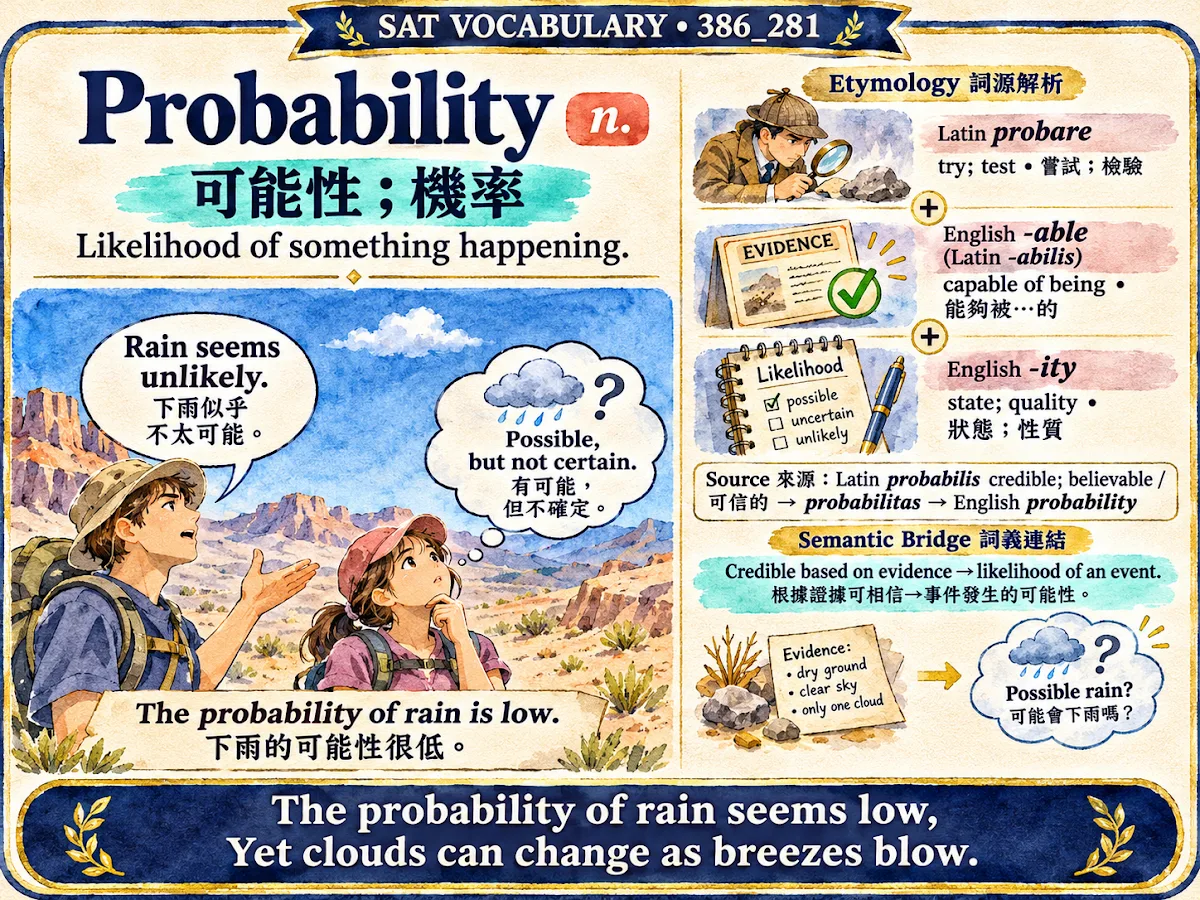 SAT VOCABULARY • 386_281
Probability n.
可能性；機率
Likelihood of something happening.
Rain seems
unlikely.
下雨似乎
不太可能。
?
Possible,
but not certain.
有可能，
但不確定。
The probability of rain is low.
下雨的可能性很低。
Etymology 詞源解析
Latin probare
try; test • 嘗試；檢驗
+
EVIDENCE
English -able
(Latin -abilis)
capable of being •
能夠被⋯的
+
Likelihood
possible
uncertain
unlikely
English -ity
state; quality •
狀態；性質
Source 來源：Latin probabilis credible; believable /
可信的 → probabilitas → English probability
Semantic Bridge 詞義連結
Credible based on evidence → likelihood of an event.
根據證據可相信→事件發生的可能性。
Evidence:
• dry ground
• clear sky
• only one cloud
?
Possible rain?
可能會下雨嗎？
The probability of rain seems low,
Yet clouds can change as breezes blow.